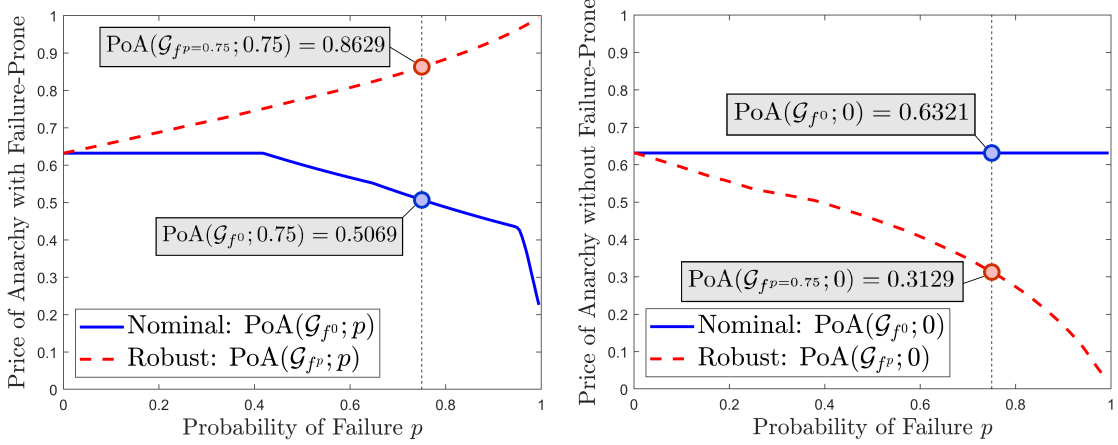 Price of Anarchy with Failure-Prone
1
0.9
0.8
0.7
0.6
0.5
0.4
0.3
0.2
0.1
0
PoA(𝒢_{f^{p=0.75}}; 0.75) = 0.8629
PoA(𝒢_{f^0}; 0.75) = 0.5069
Nominal: PoA(𝒢_{f^0}; p)
Robust: PoA(𝒢_{f^p}; p)
0 0.2 0.4 0.6 0.8 1
Probability of Failure p
Price of Anarchy without Failure-Prone
1
0.9
0.8
0.7
0.6
0.5
0.4
0.3
0.2
0.1
0
PoA(𝒢_{f^0}; 0) = 0.6321
PoA(𝒢_{f^{p=0.75}}; 0) = 0.3129
Nominal: PoA(𝒢_{f^0}; 0)
Robust: PoA(𝒢_{f^p}; 0)
0 0.2 0.4 0.6 0.8 1
Probability of Failure p